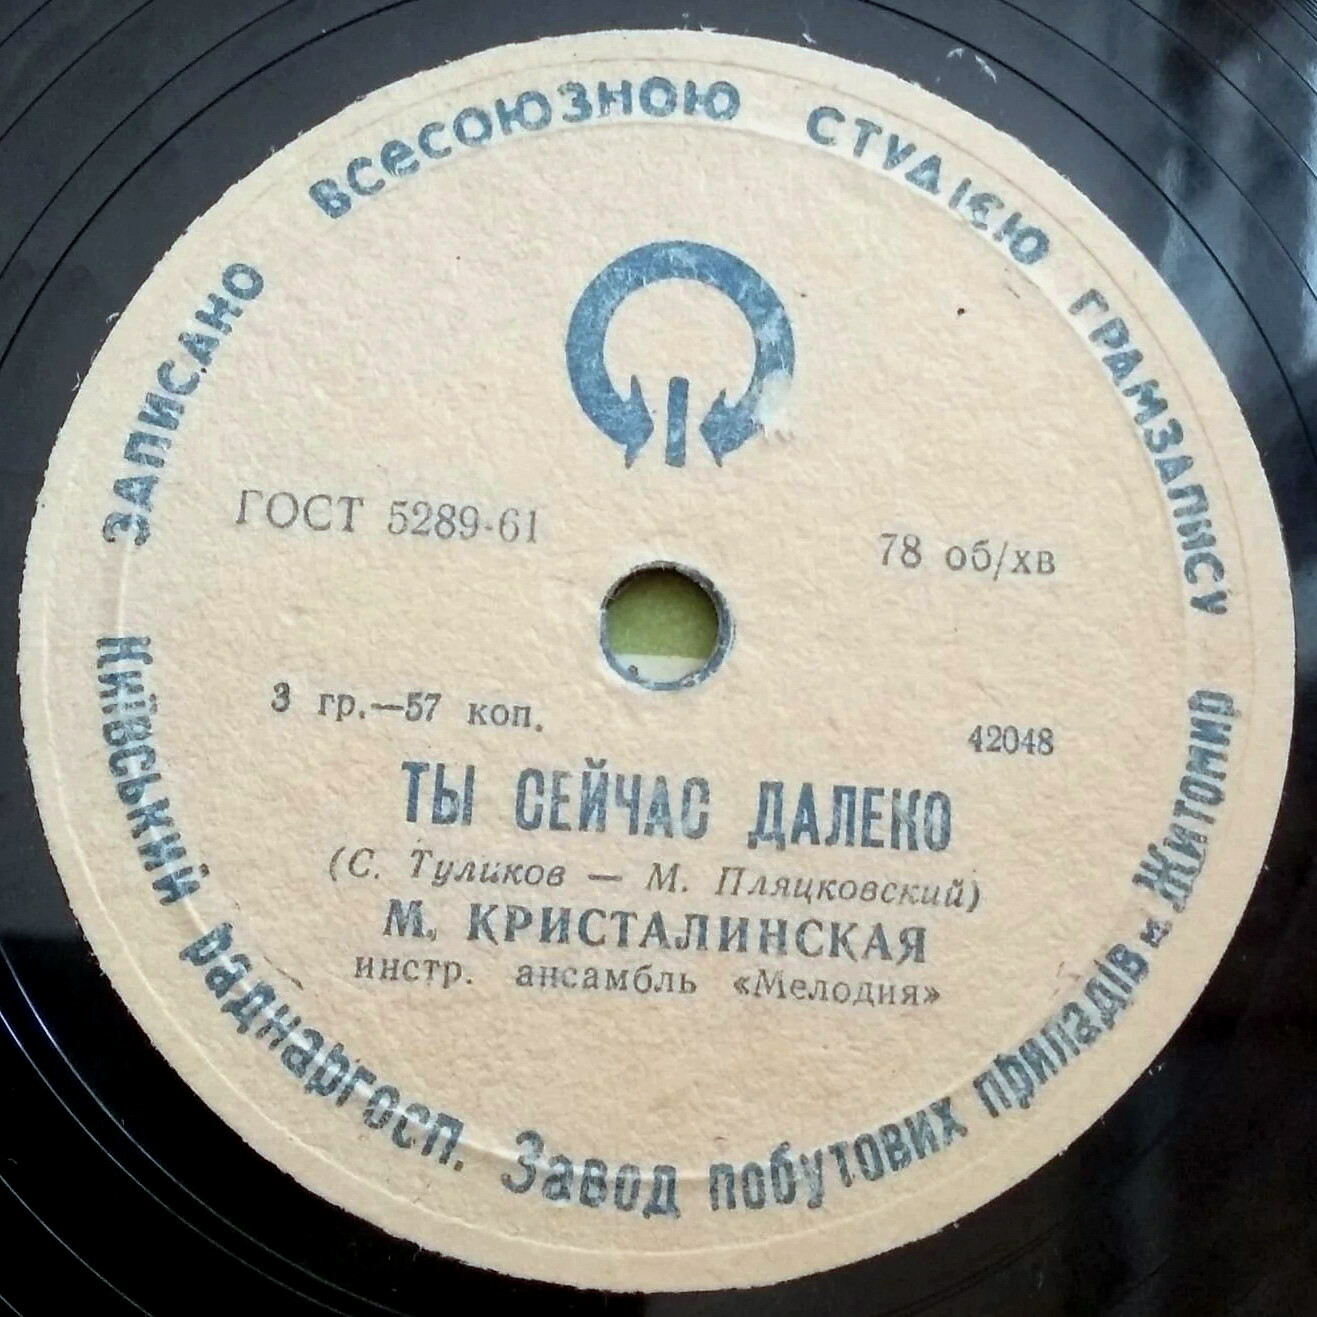 ЗАПИСАНО ВСЕСОЮЗНОЮ СТУДІЄЮ ГРАМЗАПИСУ
ГОСТ 5289-61
78 об/хв
3 гр.—57 коп.
42048
ТЫ СЕЙЧАС ДАЛЕКО
(С. Туликов — М. Пляцковский)
М. КРИСТАЛИНСКАЯ
инстр. ансамбль «Мелодия»
Київський раднаргосп. Завод побутових приладів м. Житомир